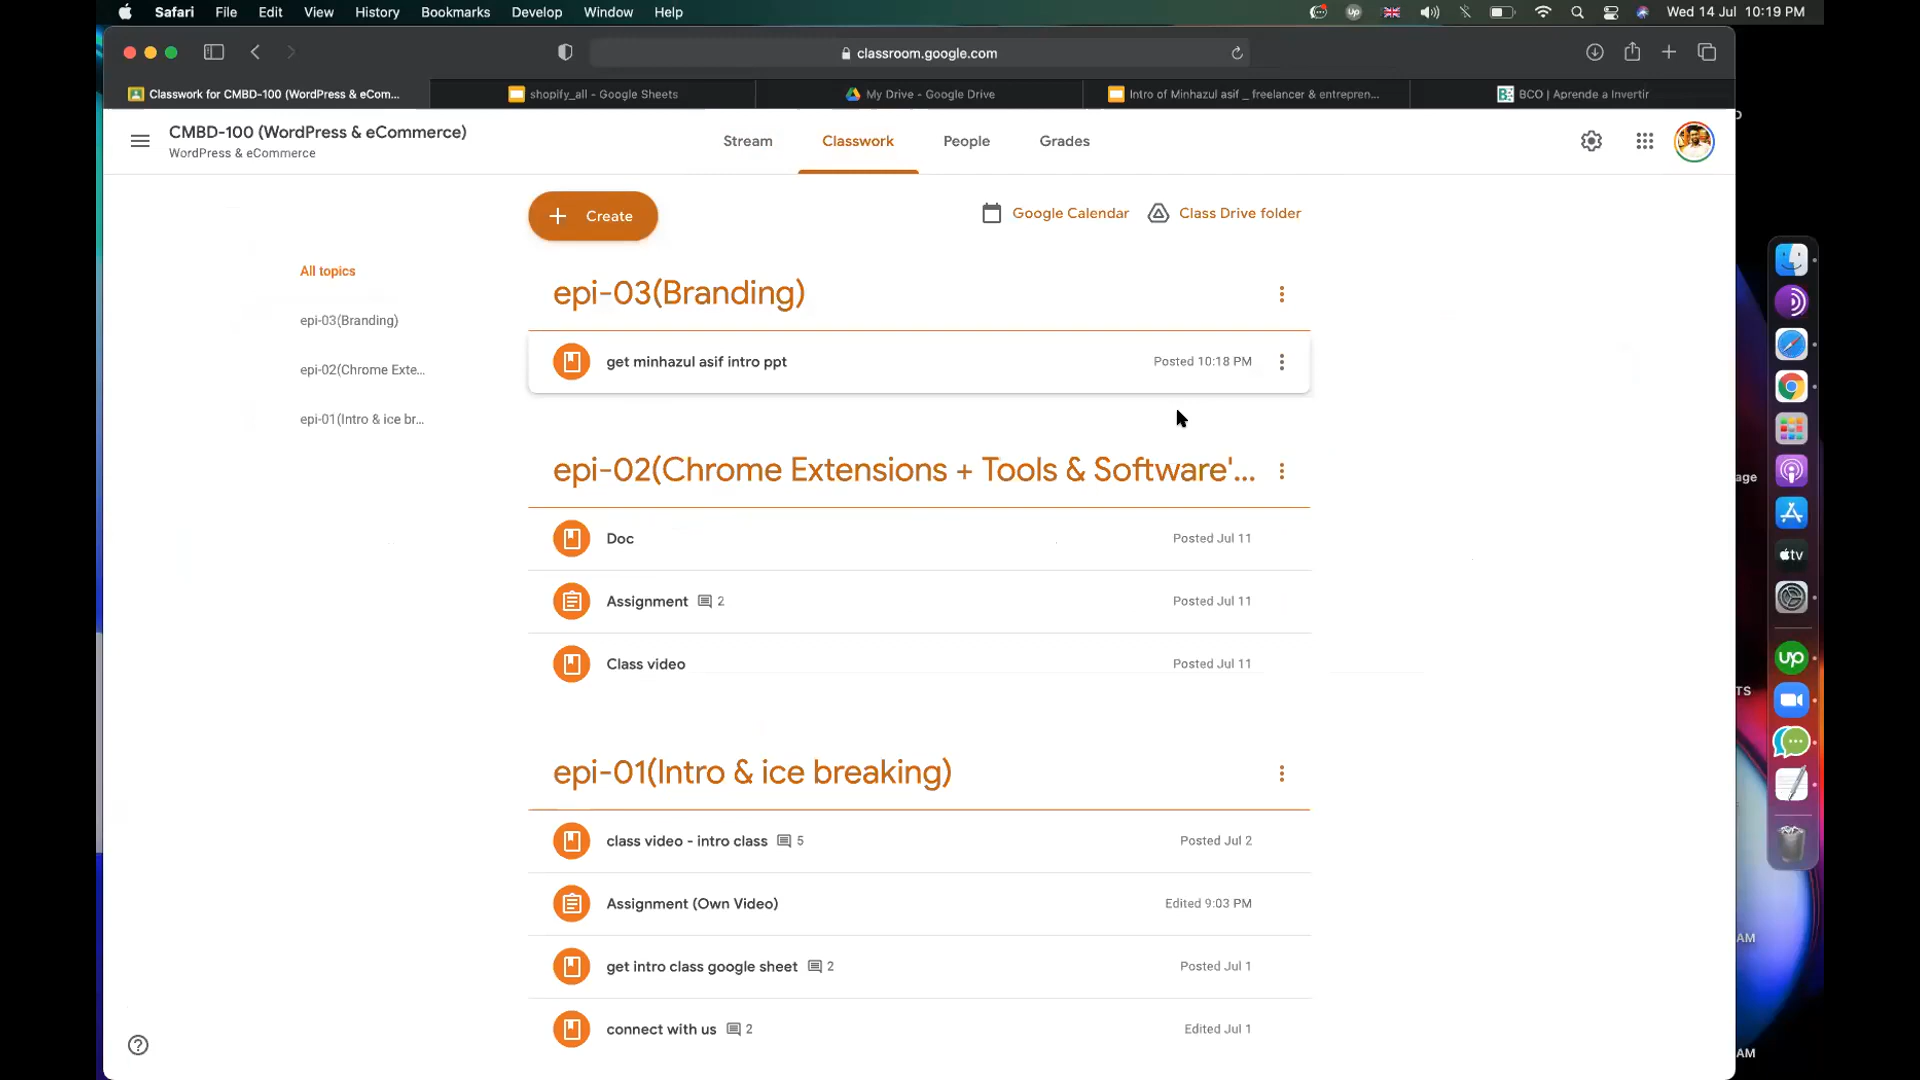 Safari File Edit View History Bookmarks Develop Window Help
up
Wed 14 Jul 10:19 PM
classroom.google.com
Classwork for CMBD-100 (WordPress & eCom...
shopify_all - Google Sheets
My Drive - Google Drive
Intro of Minhazul asif _ freelancer & entrepren...
BCO | Aprende a Invertir
CMBD-100 (WordPress & eCommerce)
WordPress & eCommerce
Stream Classwork People Grades
Create
Google Calendar
Class Drive folder
All topics
epi-03(Branding)
epi-02(Chrome Exte...
epi-01(Intro & ice br...
epi-03(Branding)
get minhazul asif intro ppt
Posted 10:18 PM
epi-02(Chrome Extensions + Tools & Software'...
Doc
Posted Jul 11
Assignment 2
Posted Jul 11
Class video
Posted Jul 11
epi-01(Intro & ice breaking)
class video - intro class 5
Posted Jul 2
Assignment (Own Video)
Edited 9:03 PM
get intro class google sheet 2
Posted Jul 1
connect with us 2
Edited Jul 1
age
tv
up
TS
AM
AM